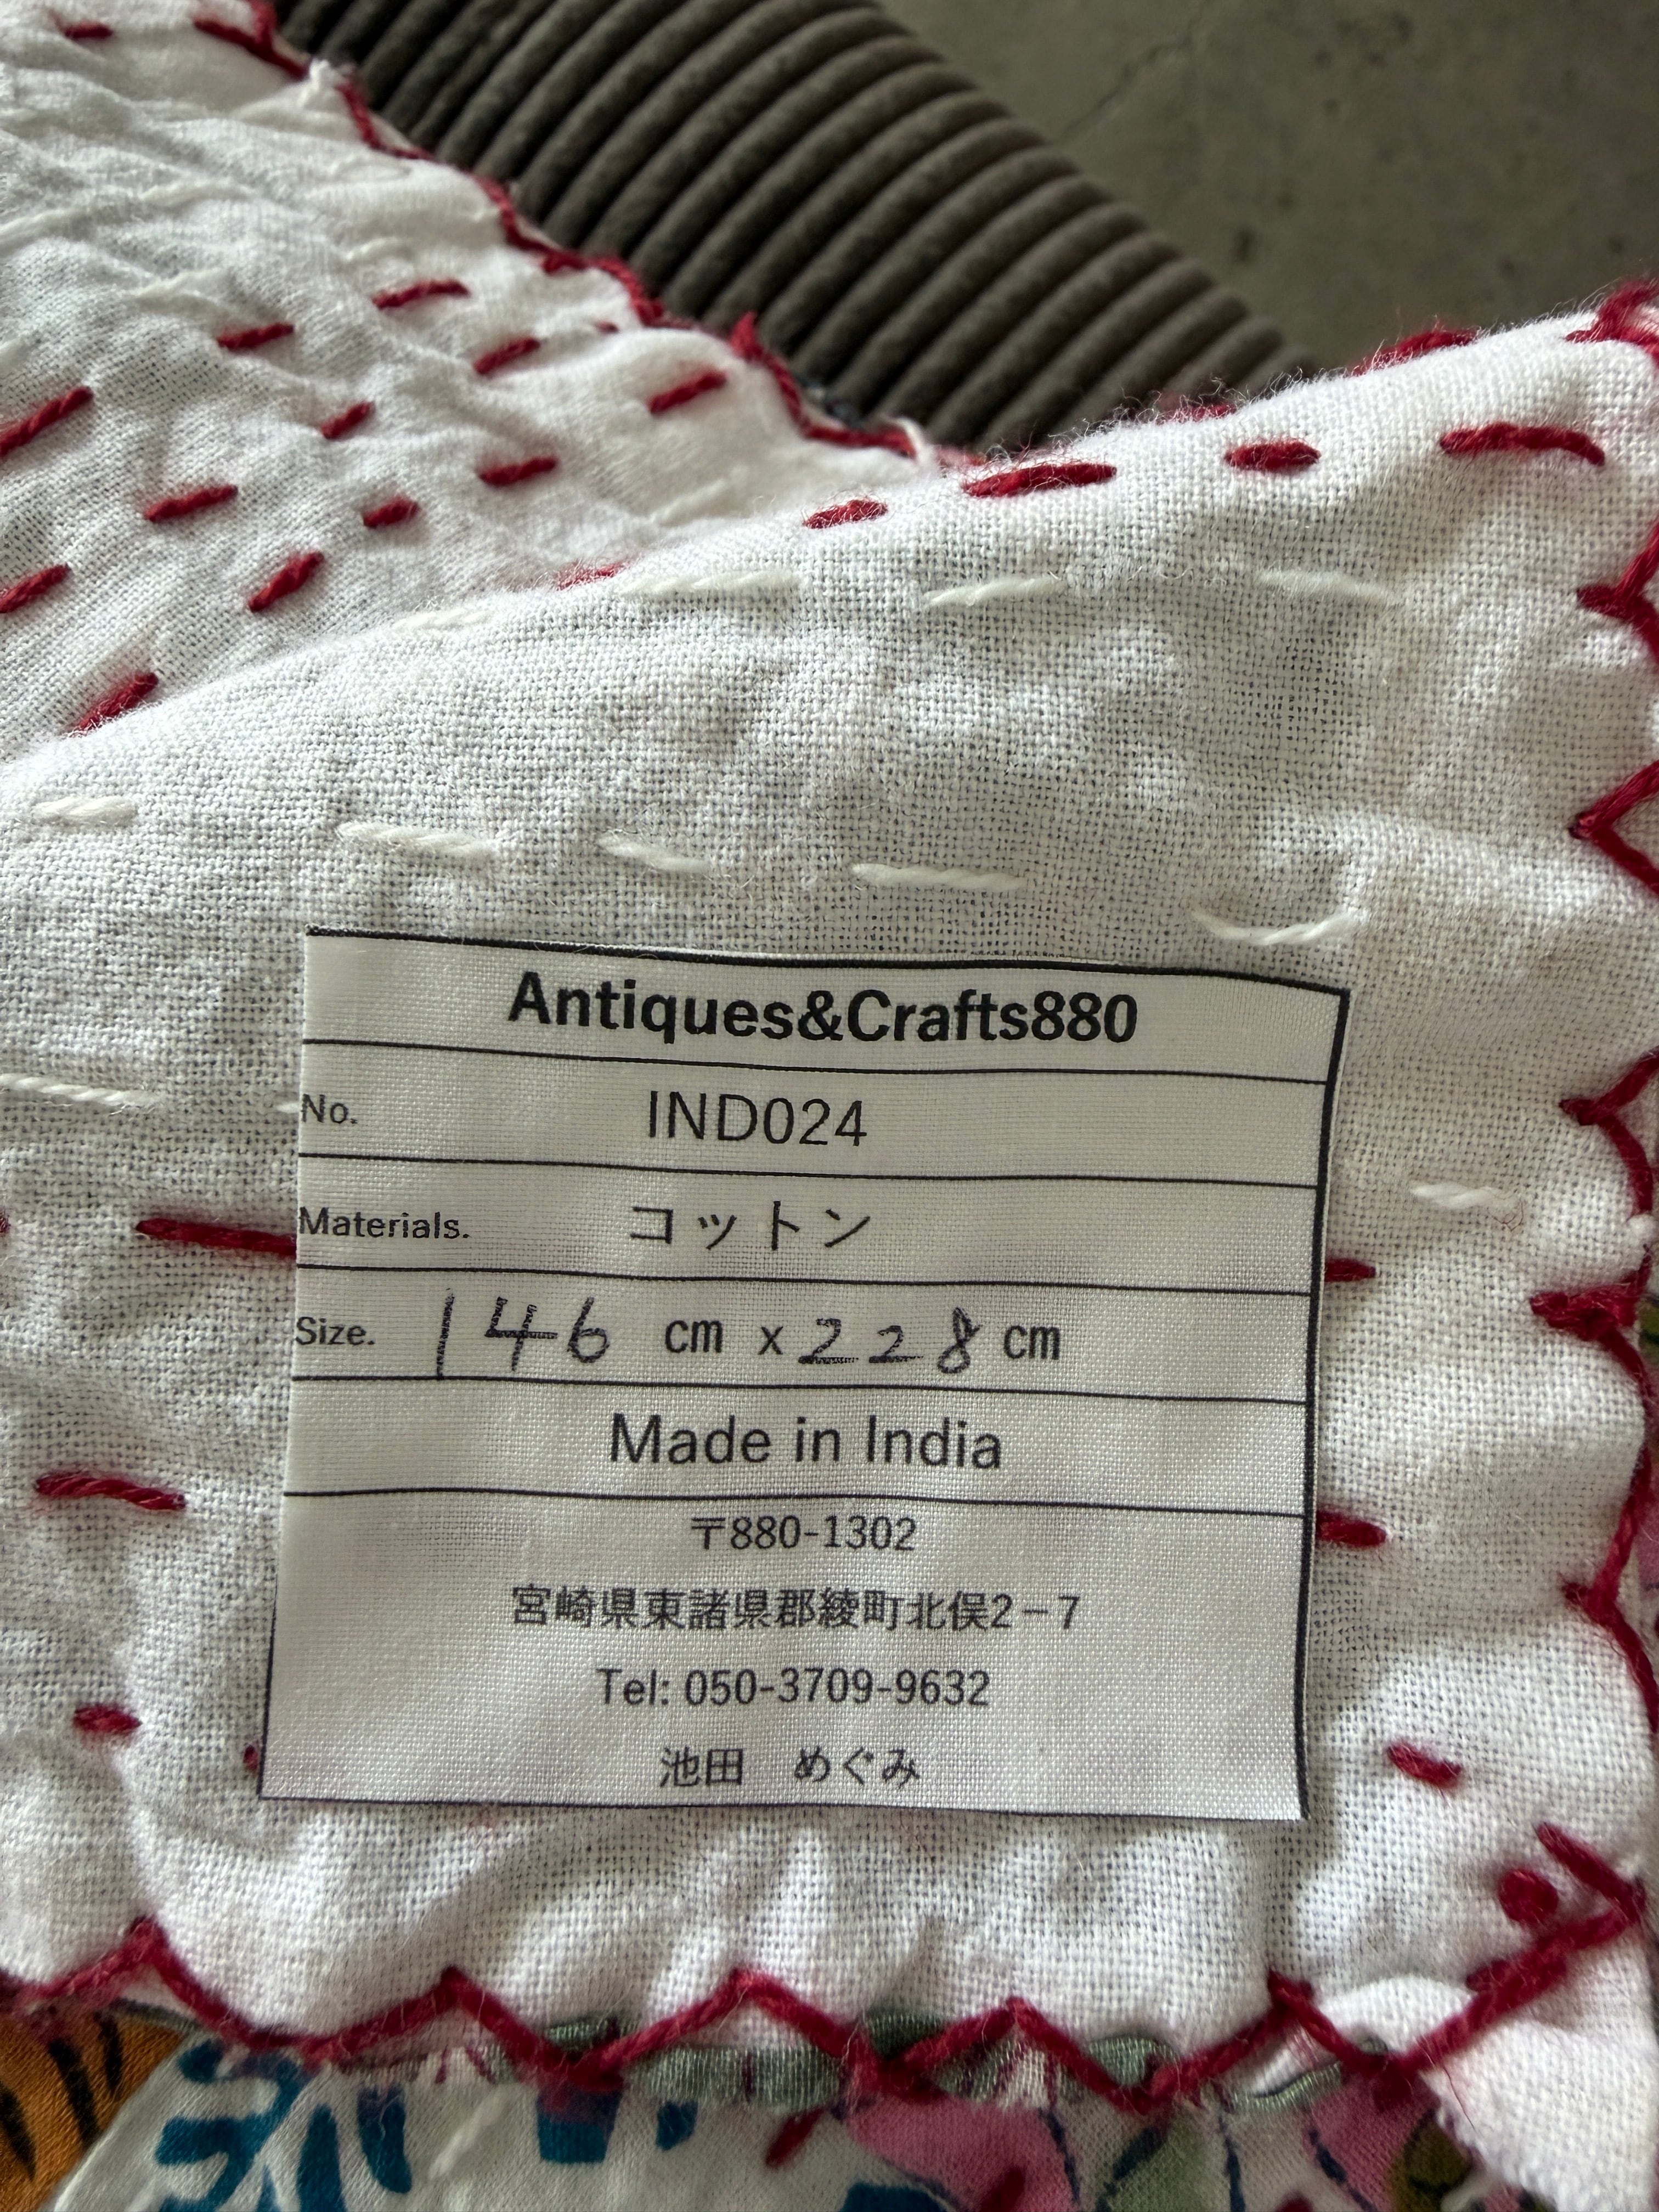 Antiques&Crafts880
No. IND024
Materials. コットン
Size. 146 cm x 228 cm
Made in India
〒880-1302
宮崎県東諸県郡綾町北俣2－7
Tel: 050-3709-9632
池田　めぐみ